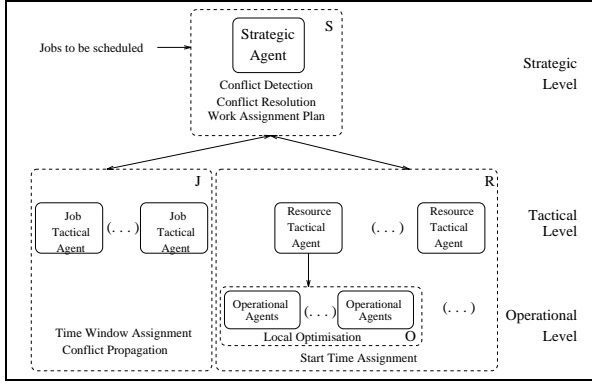 S
Strategic
Agent
Jobs to be scheduled
Strategic
Level
Conflict Detection
Conflict Resolution
Work Assignment Plan
J
R
Job
Tactical
Agent
(. . .)
Job
Tactical
Agent
Resource
Tactical
Agent
(. . .)
Resource
Tactical
Agent
Tactical
Level
Operational
Agents
(. . .)
Operational
Agents
(. . .)
Operational
Level
Time Window Assignment
Conflict Propagation
Local Optimisation
O
Start Time Assignment